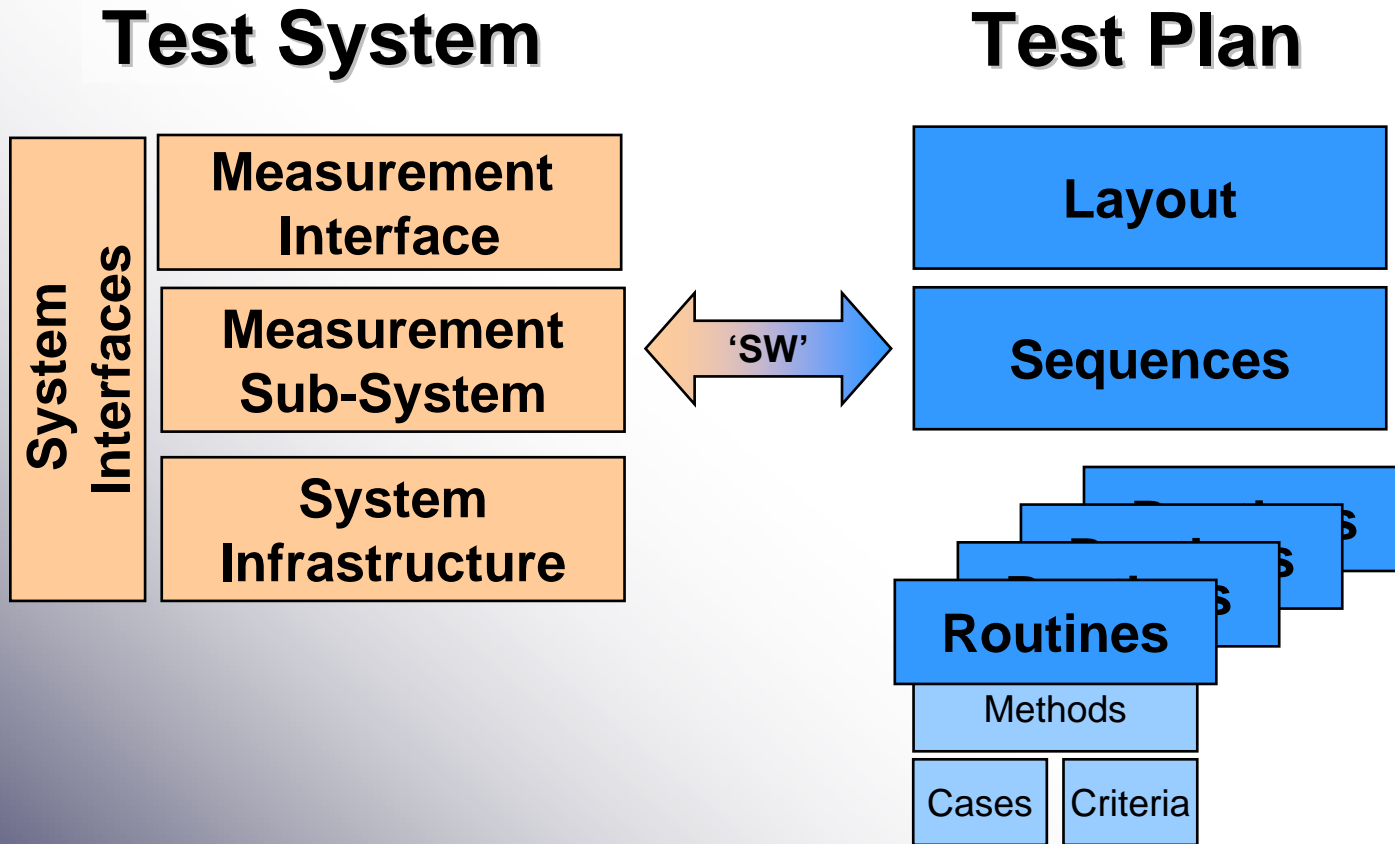 Test System
Test Plan
System
Interfaces
Measurement
Interface
Measurement
Sub-System
System
Infrastructure
‘SW’
Layout
Sequences
Routines
Methods
Cases
Criteria